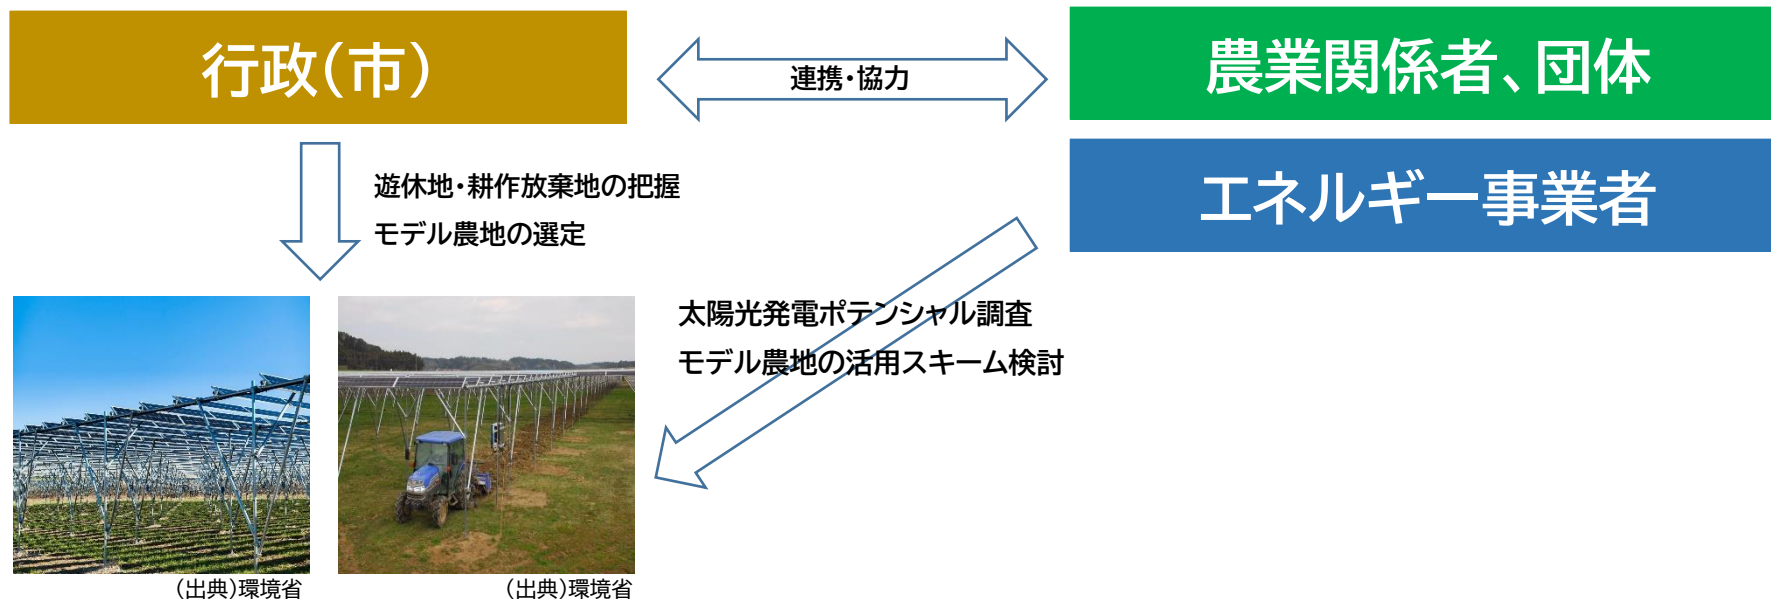 行政(市)
連携・協力
農業関係者、団体
エネルギー事業者
遊休地・耕作放棄地の把握
モデル農地の選定
太陽光発電ポテンシャル調査
モデル農地の活用スキーム検討
(出典)環境省
(出典)環境省